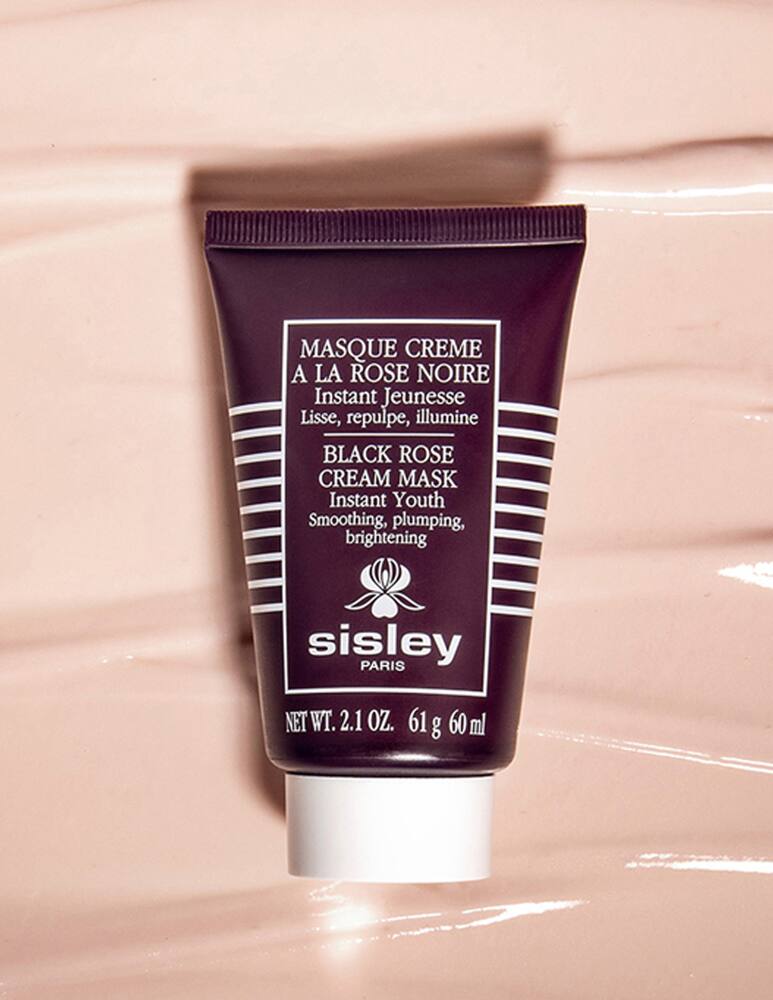 MASQUE CREME
A LA ROSE NOIRE
Instant Jeunesse
Lisse, repulpe, illumine
BLACK ROSE
CREAM MASK
Instant Youth
Smoothing, plumping,
brightening
sisley
PARIS
NET WT. 2.1 OZ. 61 g 60 ml